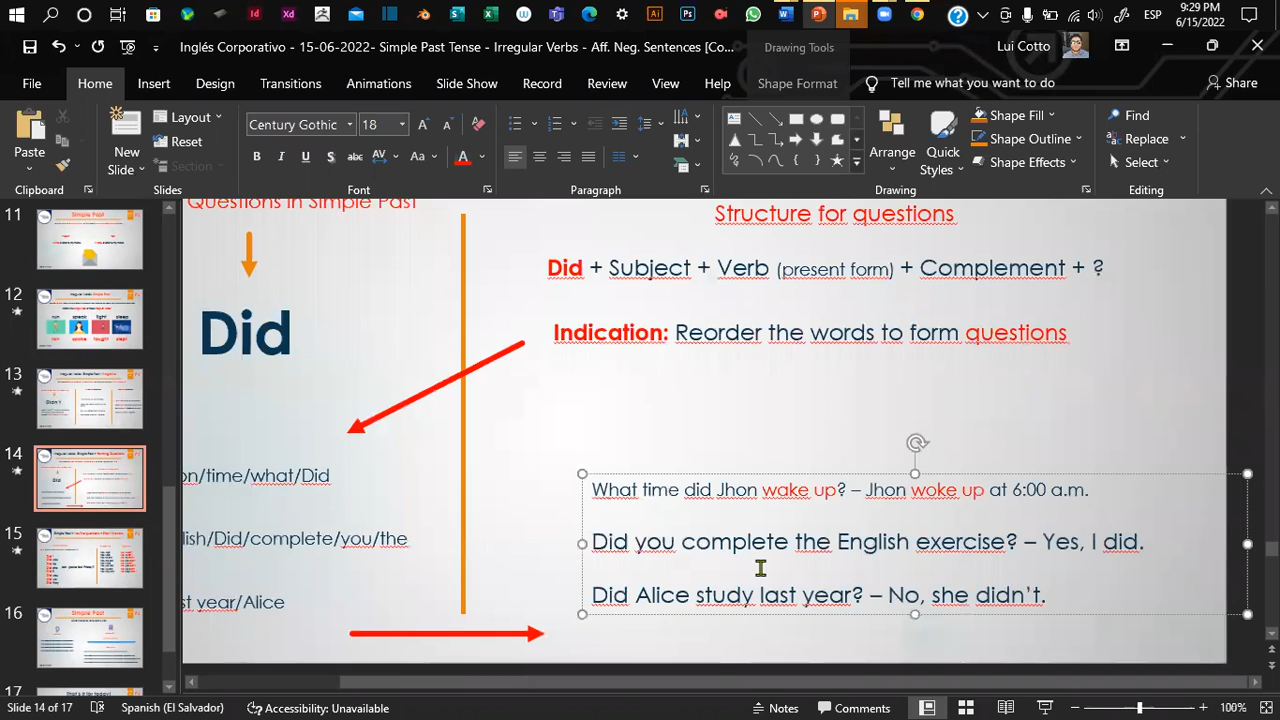 9:29 PM
ESP
6/15/2022
Inglés Corporativo - 15-06-2022- Simple Past Tense - Irregular Verbs - Aff. Neg. Sentences [Co...
Drawing Tools
Lui Cotto
File
Home
Insert
Design
Transitions
Animations
Slide Show
Record
Review
View
Help
Shape Format
Tell me what you want to do
Share
Paste
New
Slide
Layout
Reset
Section
Century Gothic
18
Arrange
Quick
Styles
Shape Fill
Shape Outline
Shape Effects
Find
Replace
Select
Clipboard
Slides
Font
Paragraph
Drawing
Editing
11
Simple Past
12
13
14
15
16
Simple Past
17
Questions in Simple Past
Did
on/time/what/Did
lish/Did/complete/you/the
st year/Alice
Structure for questions
Did + Subject + Verb (present form) + Complement + ?
Indication: Reorder the words to form questions
What time did Jhon wake up? – Jhon woke up at 6:00 a.m.
Did you complete the English exercise? – Yes, I did.
Did Alice study last year? – No, she didn't.
Slide 14 of 17
Spanish (El Salvador)
Accessibility: Unavailable
Notes
Comments
100%